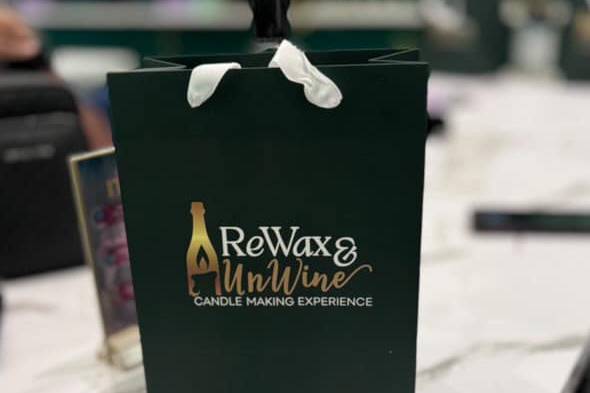 ReWax &
UnWine
CANDLE MAKING EXPERIENCE